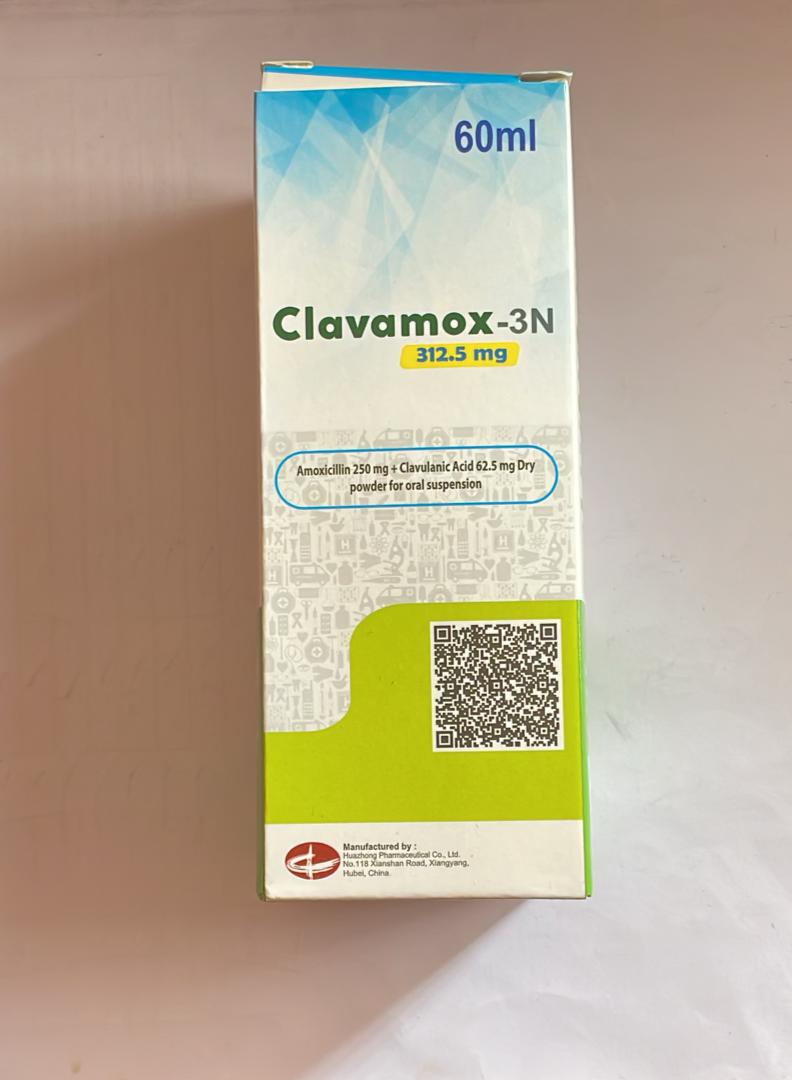 60ml
Clavamox-3N
312.5 mg
Amoxicillin 250 mg + Clavulanic Acid 62.5 mg Dry
powder for oral suspension
Manufactured by :
Huazhong Pharmaceutical Co., Ltd.
No.118 Xianshan Road, Xiangyang,
Hubei, China.